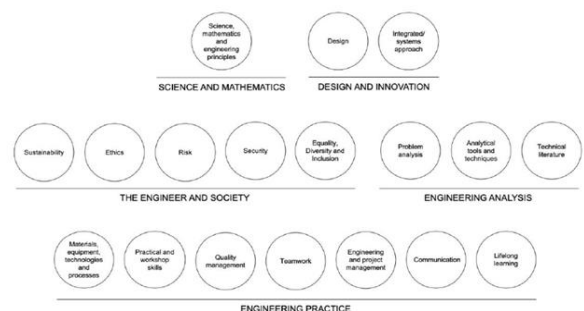 Science,
mathematics
and
engineering
principles
Design
Integrated/
systems
approach
SCIENCE AND MATHEMATICS
DESIGN AND INNOVATION
Sustainability
Ethics
Risk
Security
Equality,
Diversity and
Inclusion
Problem
analysis
Analytical
tools and
techniques
Technical
literature
THE ENGINEER AND SOCIETY
ENGINEERING ANALYSIS
Materials,
equipment,
technologies
and
processes
Practical and
workshop
skills
Quality
management
Teamwork
Engineering
and project
management
Communication
Lifelong
learning
ENGINEERING PRACTICE